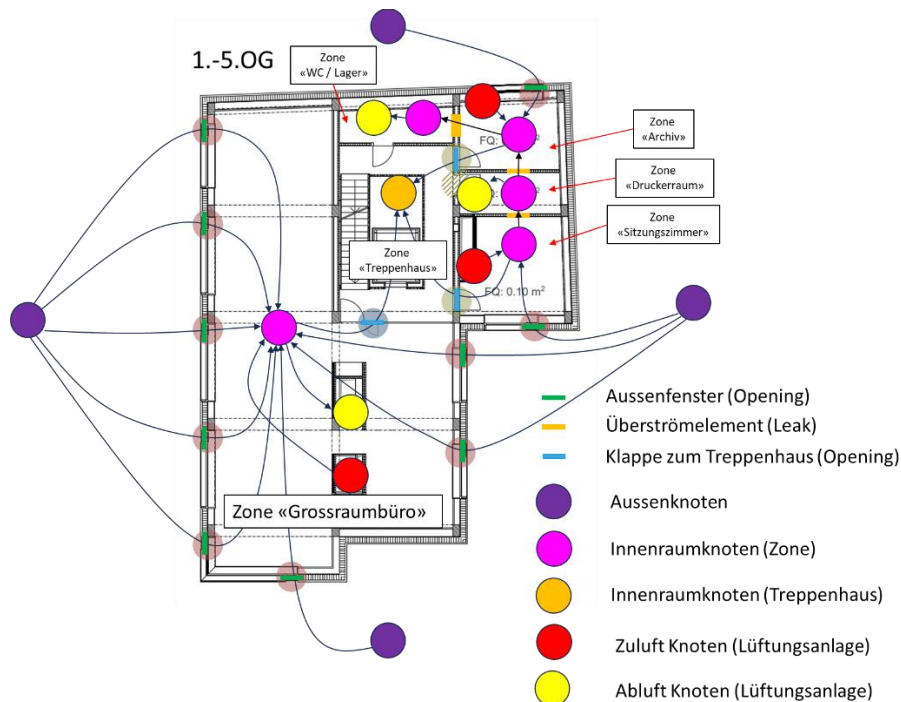 1.-5.OG
Zone
«WC / Lager»
FQ:
Zone
«Archiv»
Zone
«Druckerraum»
Zone
«Sitzungszimmer»
Zone
«Treppenhaus»
FQ: 0.10 m²
Zone «Grossraumbüro»
Aussenfenster (Opening)
Überströmelement (Leak)
Klappe zum Treppenhaus (Opening)
Aussenknoten
Innenraumknoten (Zone)
Innenraumknoten (Treppenhaus)
Zuluft Knoten (Lüftungsanlage)
Abluft Knoten (Lüftungsanlage)